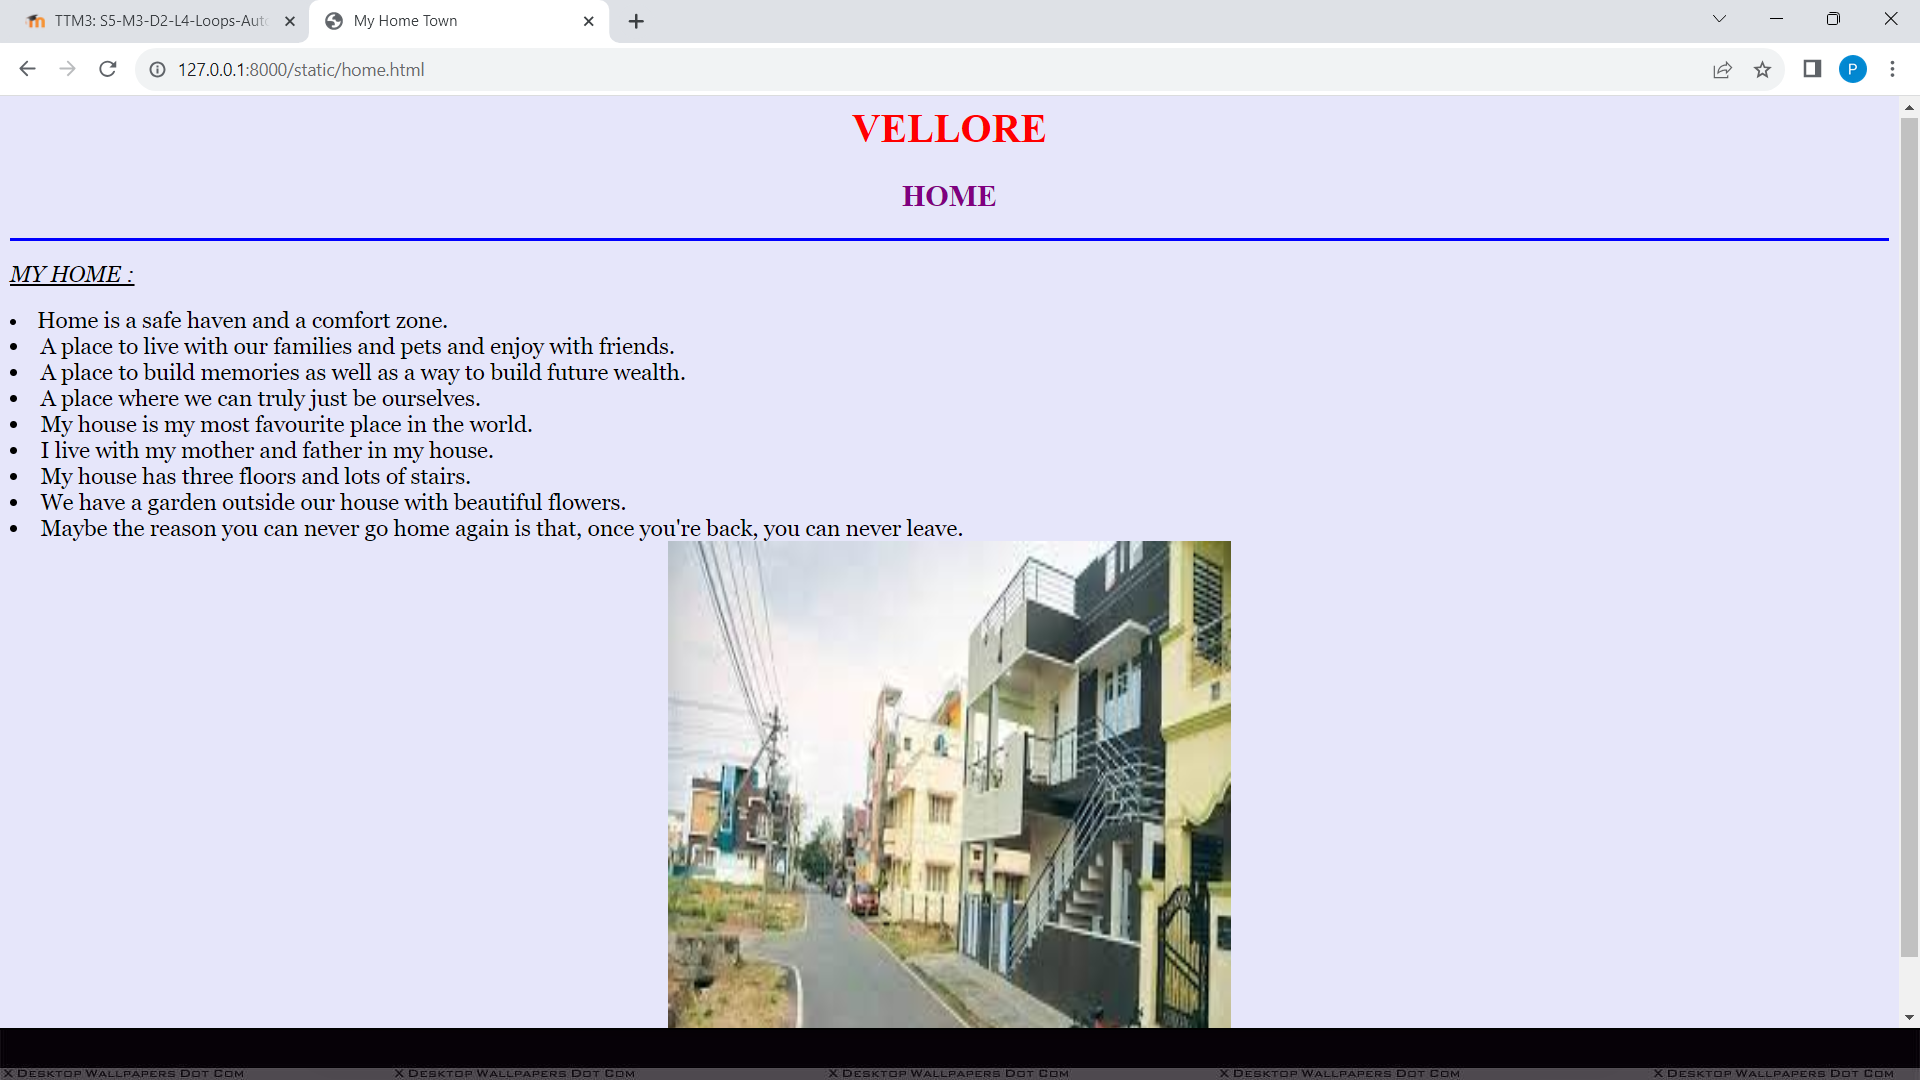 TTM3: S5-M3-D2-L4-Loops-Aut
My Home Town
127.0.0.1:8000/static/home.html
P
VELLORE
HOME
MY HOME :
• Home is a safe haven and a comfort zone.
• A place to live with our families and pets and enjoy with friends.
• A place to build memories as well as a way to build future wealth.
• A place where we can truly just be ourselves.
• My house is my most favourite place in the world.
• I live with my mother and father in my house.
• My house has three floors and lots of stairs.
• We have a garden outside our house with beautiful flowers.
• Maybe the reason you can never go home again is that, once you're back, you can never leave.
X Desktop Wallpapers Dot Com X Desktop Wallpapers Dot Com X Desktop Wallpapers Dot Com X Desktop Wallpapers Dot Com X Desktop Wallpapers Dot Com